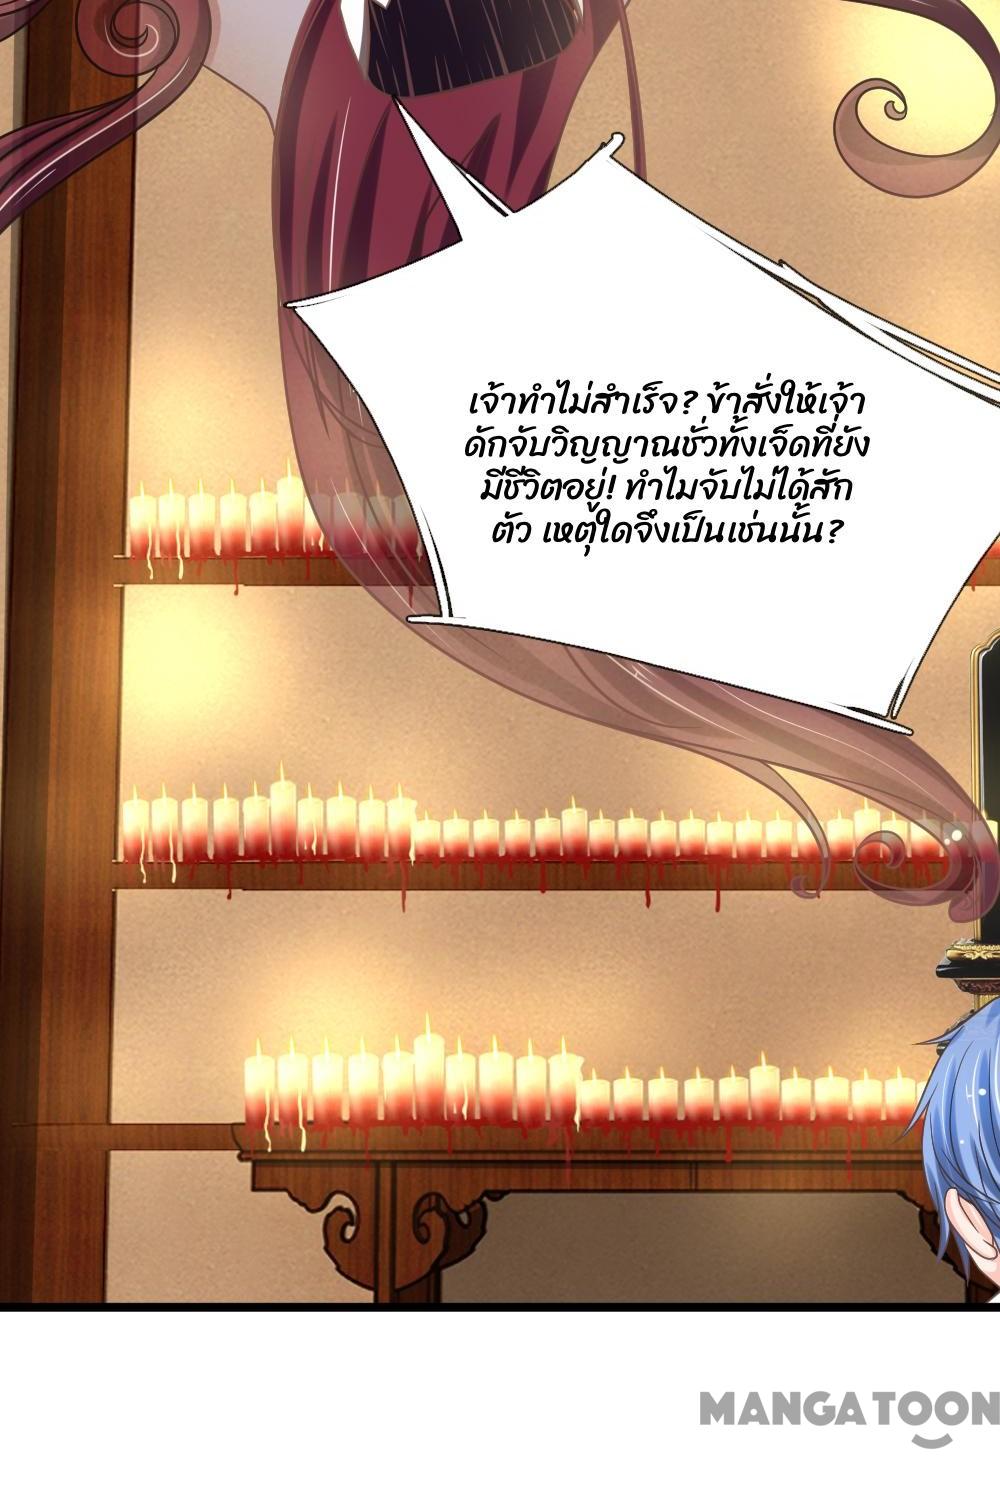 เจ้าทำไม่สำเร็จ? ข้าสั่งให้เจ้า
ดักจับวิญญาณชั่วทั้งเจ็ดที่ยัง
มีชีวิตอยู่! ทำไมจับไม่ได้สัก
ตัว เหตุใดจึงเป็นเช่นนั้น?
MANGATOON